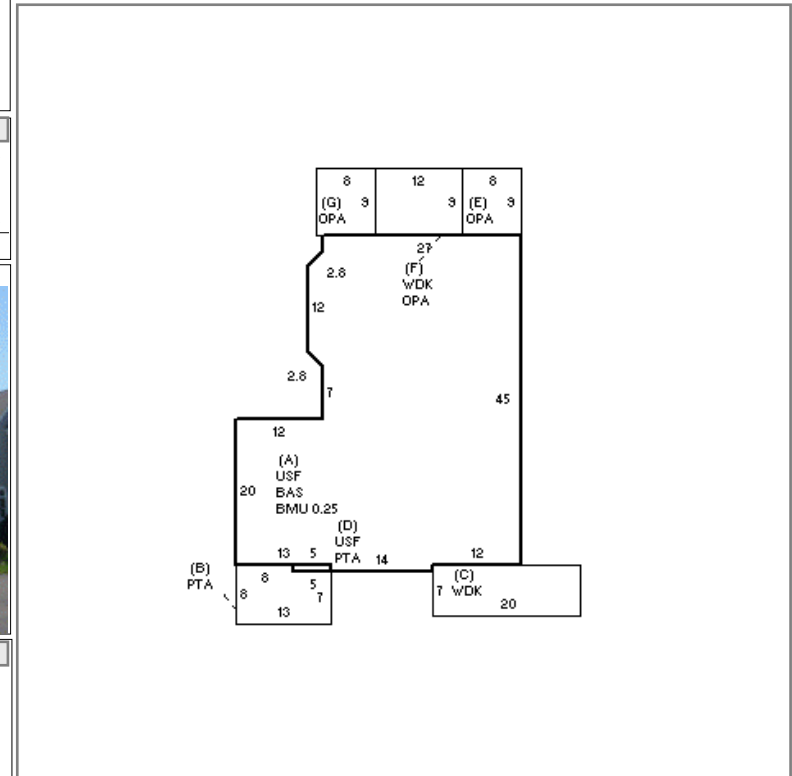 8
12
8
(G) 9
9
(E) 9
OPA
OPA
27
(F)
WDK
OPA
2.8
12
2.8
7
45
12
(A)
USF
BAS
BMU 0.25
20
(D)
USF
PTA
13 5
14
12
(B)
PTA
8
8
5
7
13
(C)
7 WDK
20